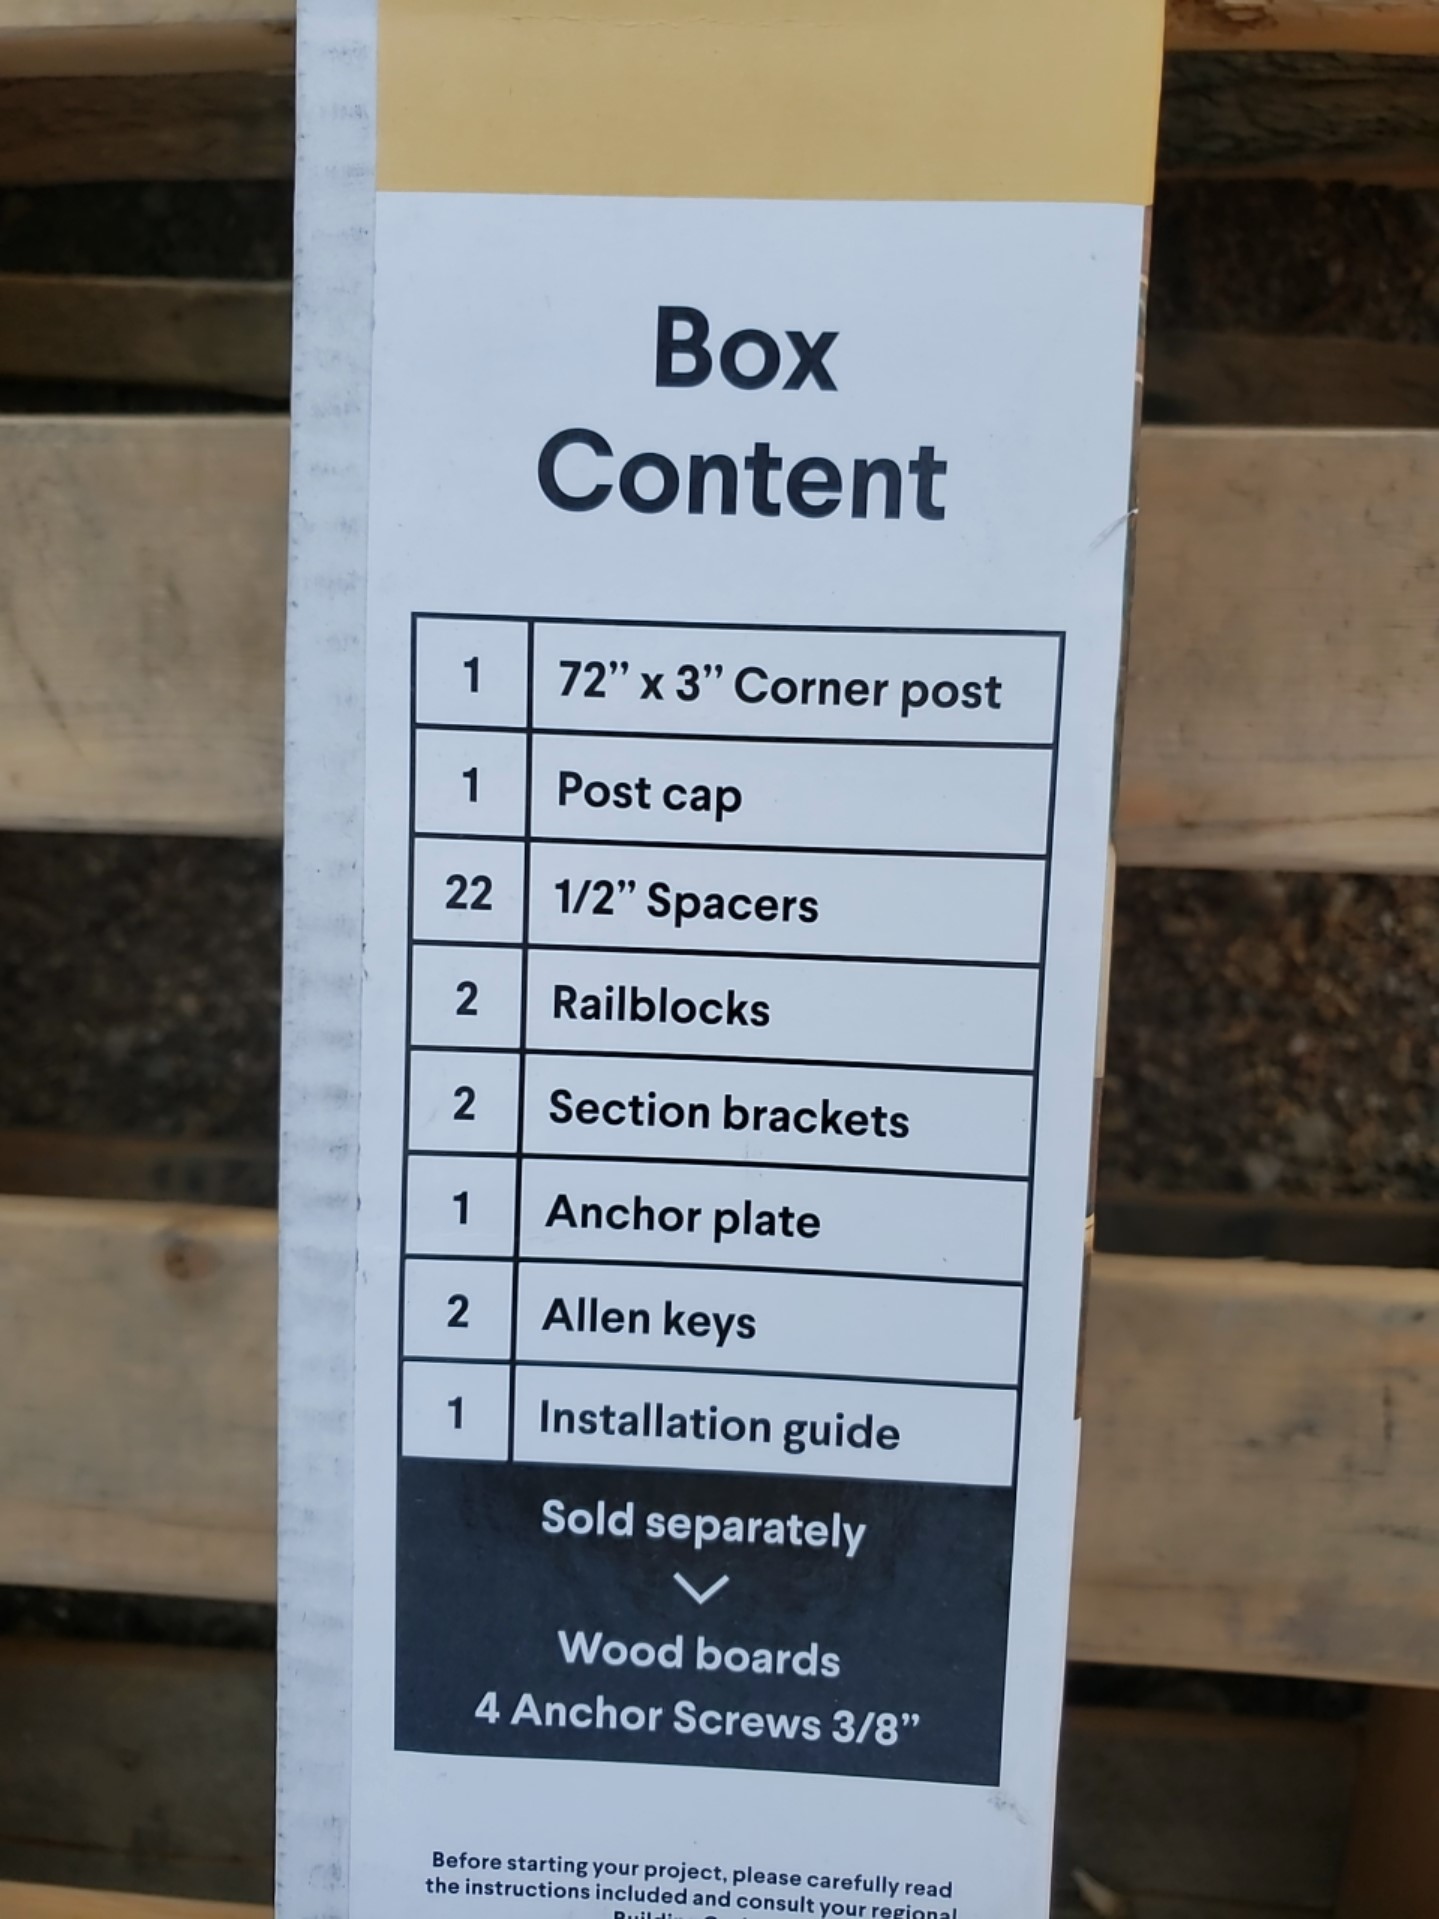 Box
Content
1 72” x 3” Corner post
1 Post cap
22 1/2” Spacers
2 Railblocks
2 Section brackets
1 Anchor plate
2 Allen keys
1 Installation guide
Sold separately
Wood boards
4 Anchor Screws 3/8”
Before starting your project, please carefully read
the instructions included and consult your regional